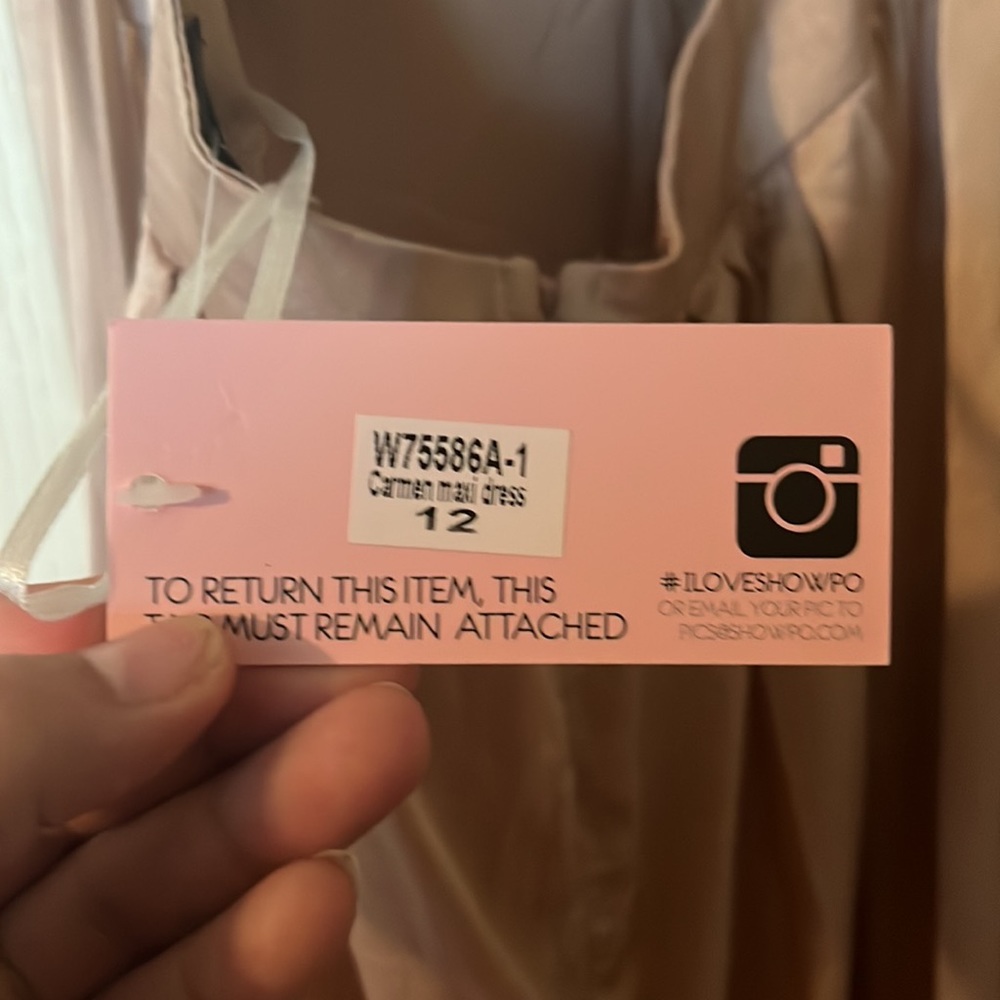 W75586A-1
Carmen maxi dress
12
TO RETURN THIS ITEM, THIS
MUST REMAIN ATTACHED
#ILOVESHOWPO
OR EMAIL YOUR PIC TO
PICS@SHOWPO.COM